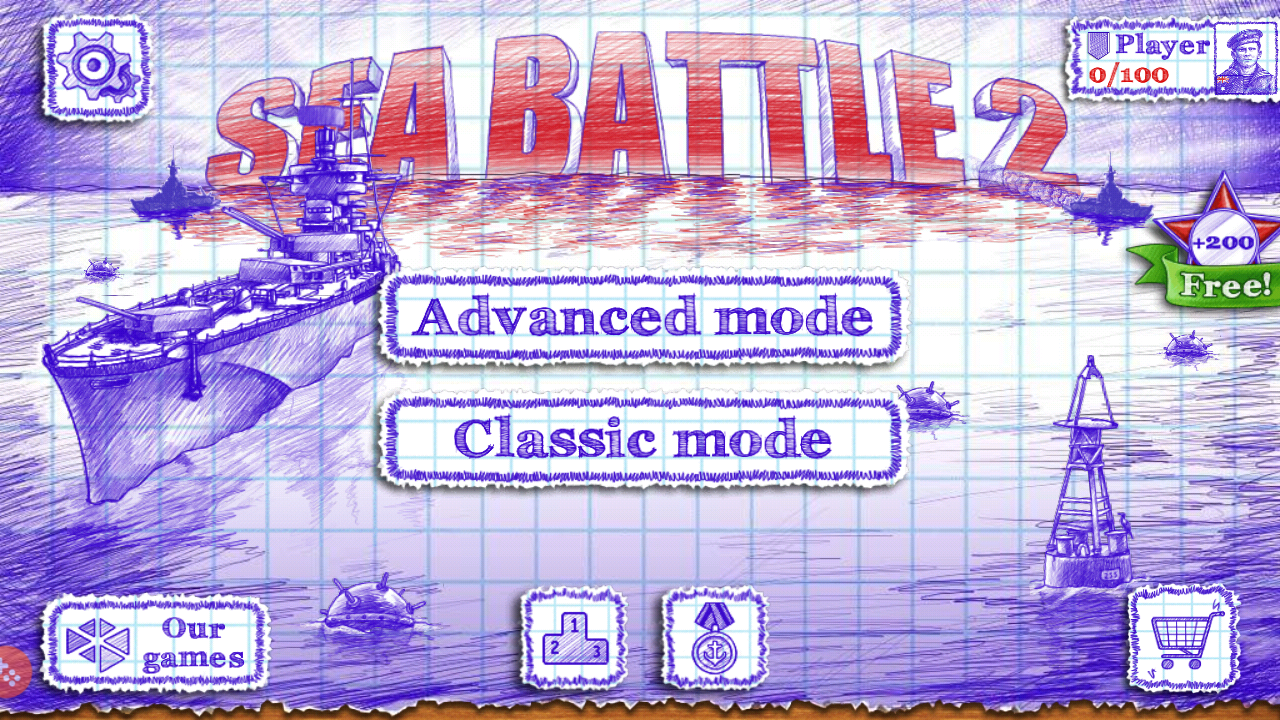 SEA BATTLE 2
Player
0/100
+200
Free!
Advanced mode
Classic mode
Our
games
1
2 3